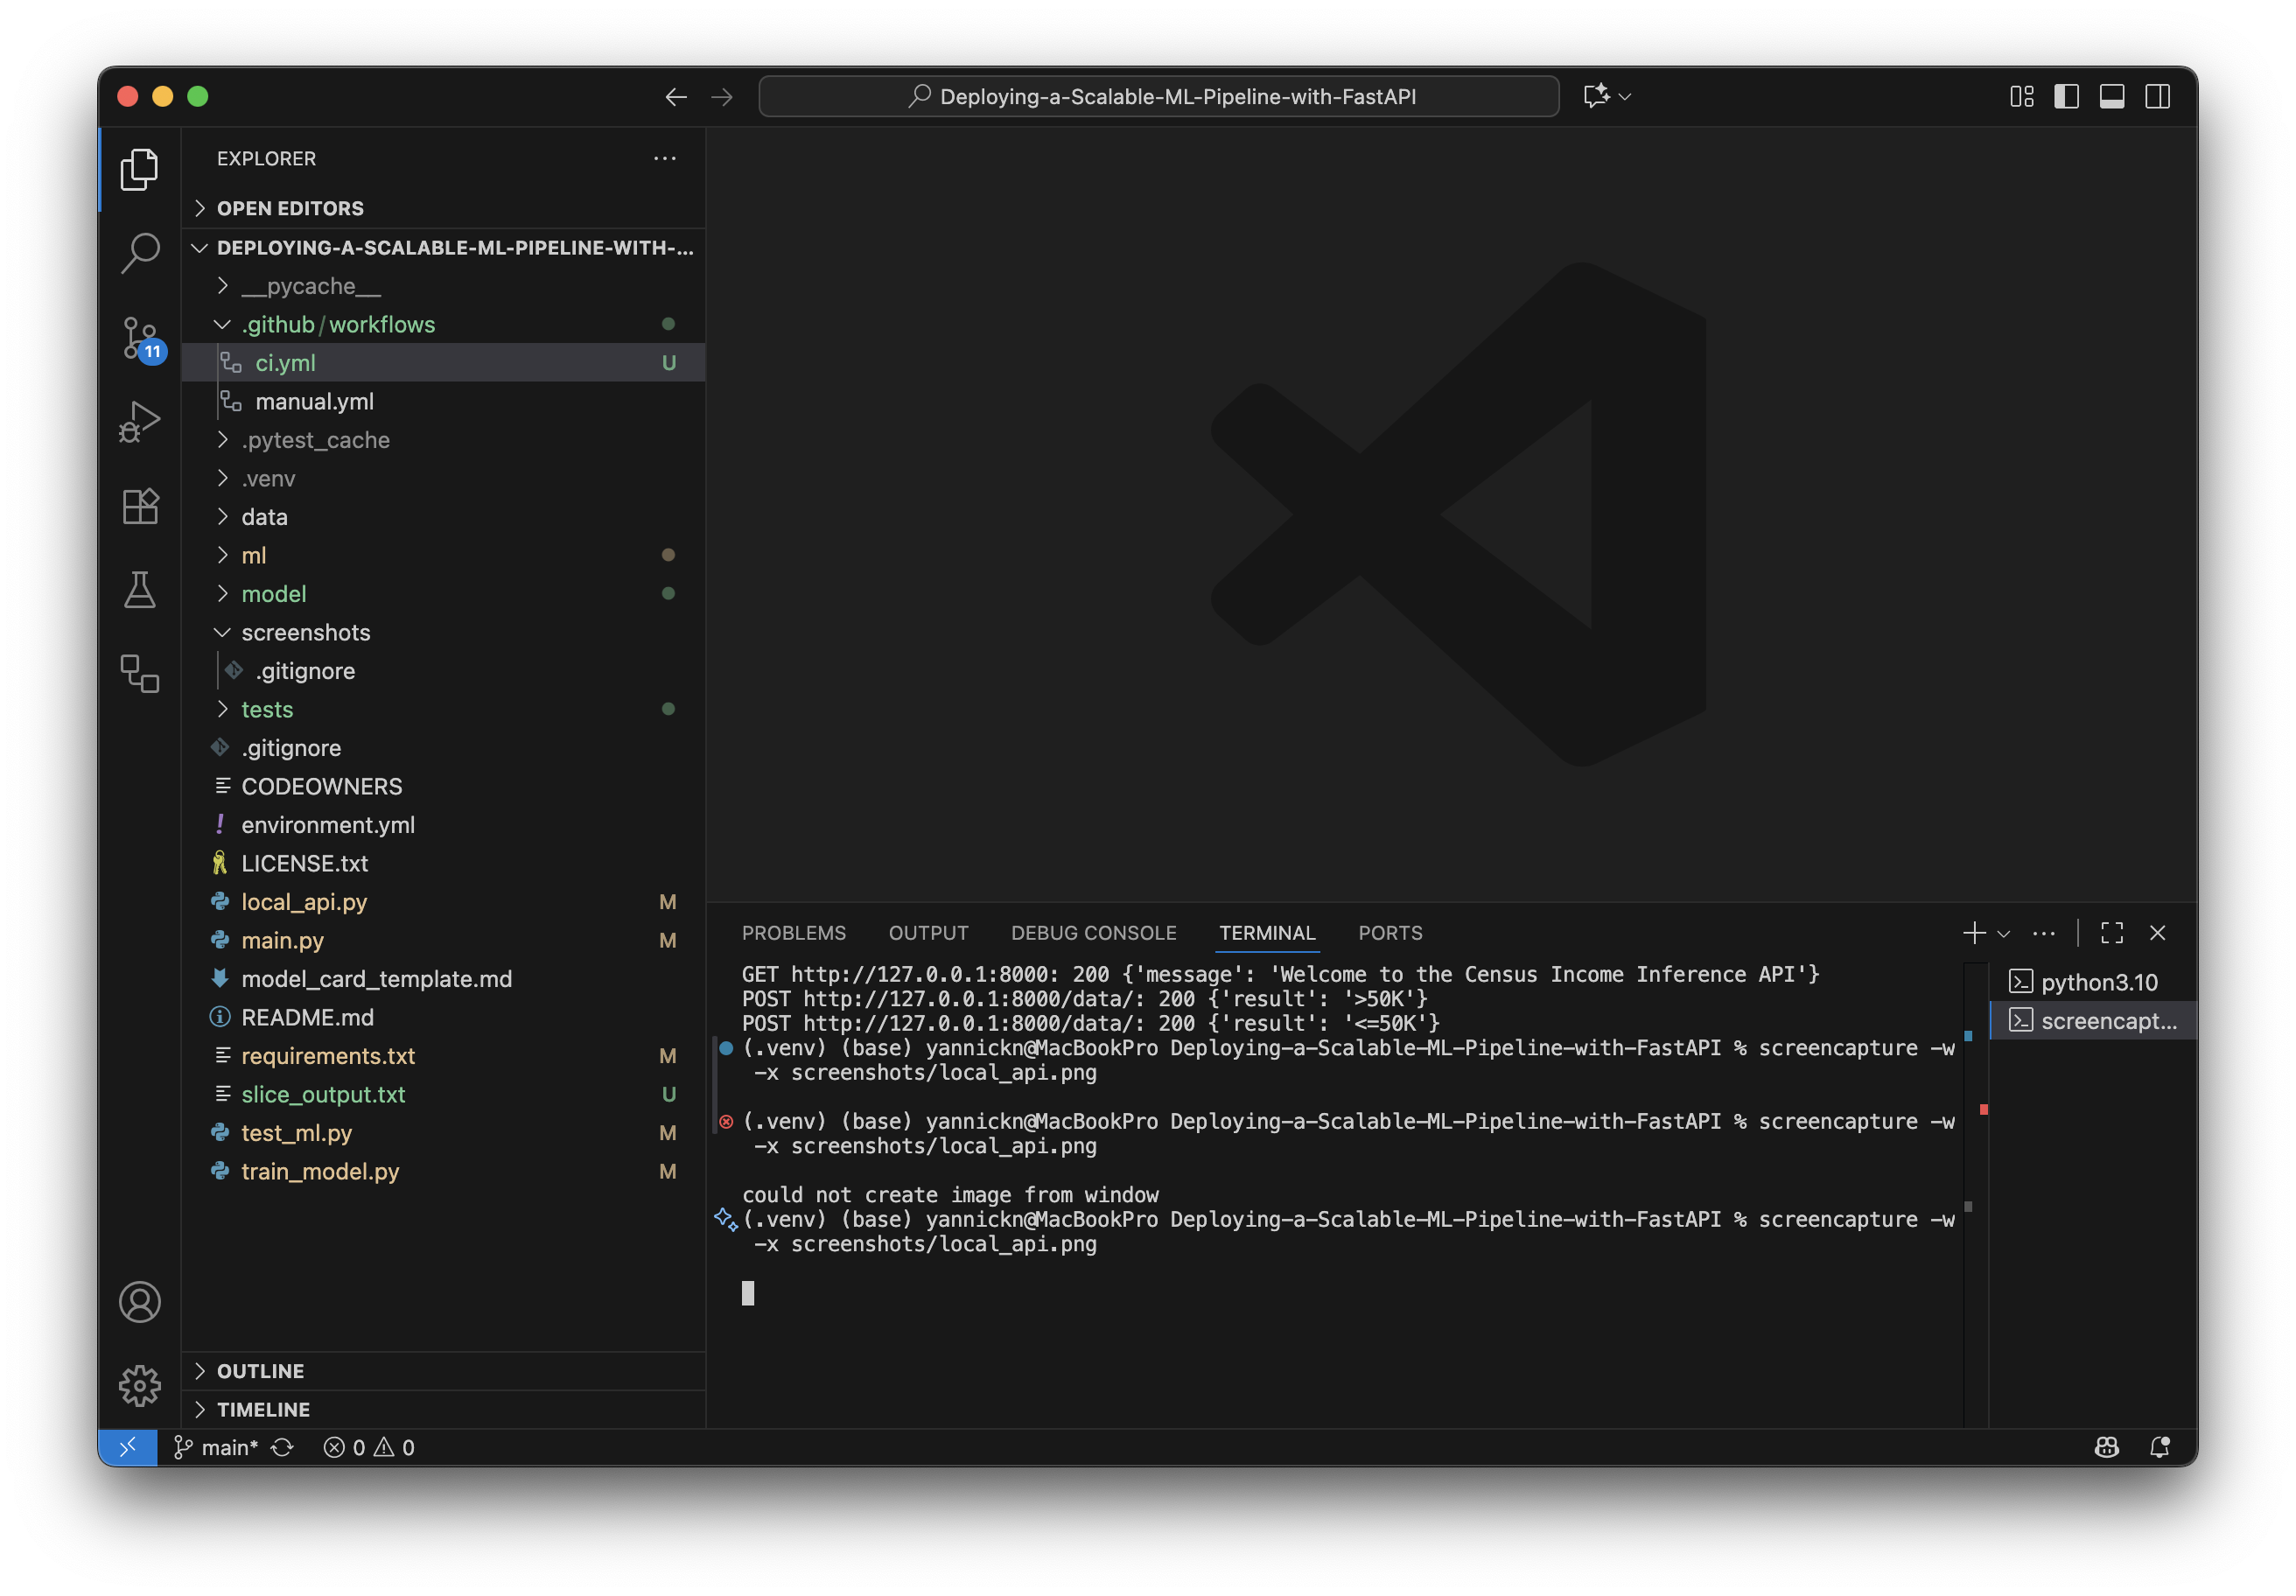 Deploying-a-Scalable-ML-Pipeline-with-FastAPI
EXPLORER
OPEN EDITORS
DEPLOYING-A-SCALABLE-ML-PIPELINE-WITH-...
__pycache__
.github/workflows
ci.yml U
manual.yml
.pytest_cache
.venv
data
ml
model
screenshots
.gitignore
tests
.gitignore
CODEOWNERS
environment.yml
LICENSE.txt
local_api.py M
main.py M
model_card_template.md
README.md
requirements.txt M
slice_output.txt U
test_ml.py M
train_model.py M
OUTLINE
TIMELINE
11
PROBLEMS OUTPUT DEBUG CONSOLE TERMINAL PORTS
GET http://127.0.0.1:8000: 200 {'message': 'Welcome to the Census Income Inference API'}
POST http://127.0.0.1:8000/data/: 200 {'result': '>50K'}
POST http://127.0.0.1:8000/data/: 200 {'result': '<=50K'}
(.venv) (base) yannickn@MacBookPro Deploying-a-Scalable-ML-Pipeline-with-FastAPI % screencapture -w
-x screenshots/local_api.png
(.venv) (base) yannickn@MacBookPro Deploying-a-Scalable-ML-Pipeline-with-FastAPI % screencapture -w
-x screenshots/local_api.png
could not create image from window
(.venv) (base) yannickn@MacBookPro Deploying-a-Scalable-ML-Pipeline-with-FastAPI % screencapture -w
-x screenshots/local_api.png
python3.10
screencapt...
main* 0 0